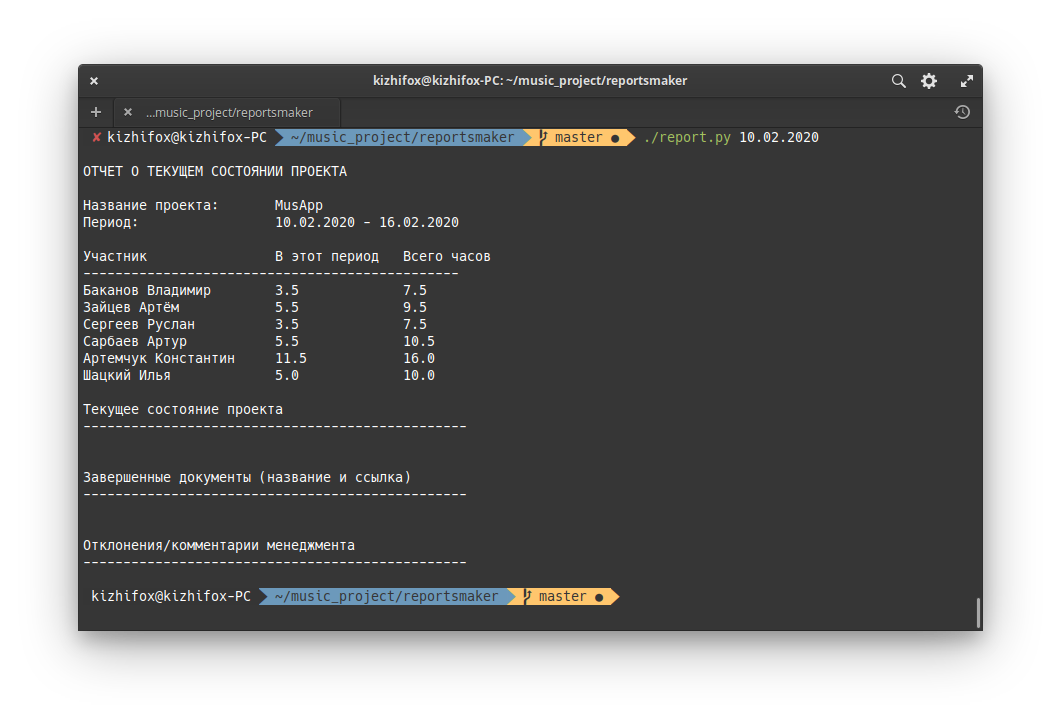 kizhifox@kizhifox-PC: ~/music_project/reportsmaker
...music_project/reportsmaker
✘ kizhifox@kizhifox-PC ~/music_project/reportsmaker master ● ./report.py 10.02.2020
ОТЧЕТ О ТЕКУЩЕМ СОСТОЯНИИ ПРОЕКТА
Название проекта: MusApp
Период: 10.02.2020 - 16.02.2020
Участник В этот период Всего часов
-----------------------------------------------
Баканов Владимир 3.5 7.5
Зайцев Артём 5.5 9.5
Сергеев Руслан 3.5 7.5
Сарбаев Артур 5.5 10.5
Артемчук Константин 11.5 16.0
Шацкий Илья 5.0 10.0
Текущее состояние проекта
------------------------------------------------
Завершенные документы (название и ссылка)
------------------------------------------------
Отклонения/комментарии менеджмента
------------------------------------------------
kizhifox@kizhifox-PC ~/music_project/reportsmaker master ●